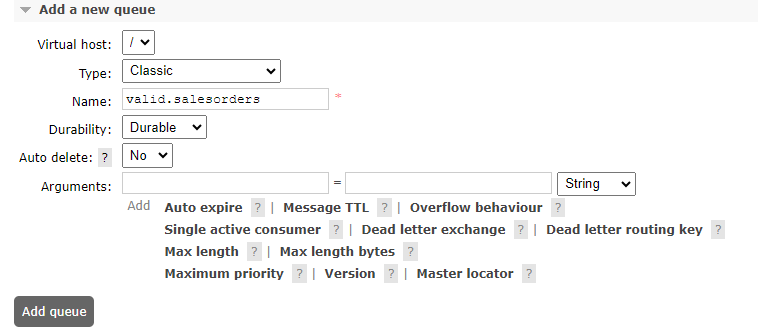 Add a new queue
Virtual host: /
Type: Classic
Name: valid.salesorders *
Durability: Durable
Auto delete: ? No
Arguments: = String
Add Auto expire ? | Message TTL ? | Overflow behaviour ?
Single active consumer ? | Dead letter exchange ? | Dead letter routing key ?
Max length ? | Max length bytes ?
Maximum priority ? | Version ? | Master locator ?
Add queue